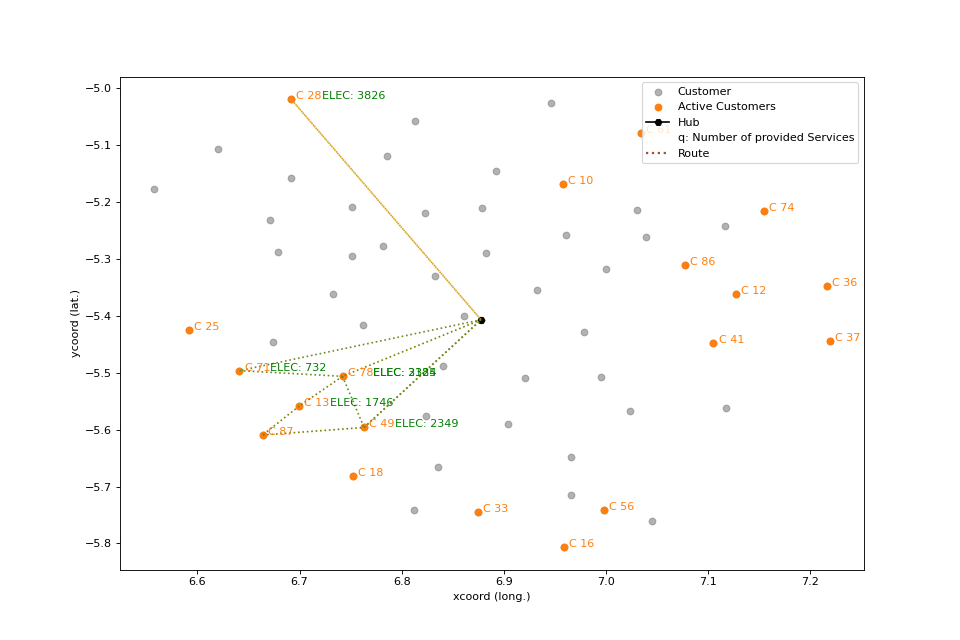 −5.0
−5.1
−5.2
−5.3
−5.4
−5.5
−5.6
−5.7
−5.8
ycoord (lat.)
6.6
6.7
6.8
6.9
7.0
7.1
7.2
xcoord (long.)
Customer
Active Customers
Hub
q: Number of provided Services
Route
C 28 ELEC: 3826
C 61
C 10
C 74
C 86
C 36
C 12
C 25
C 41
C 37
C 71 ELEC: 732
C 78
C 13 ELEC: 1746
C 49 ELEC: 2349
C 87
C 18
C 33
C 56
C 16